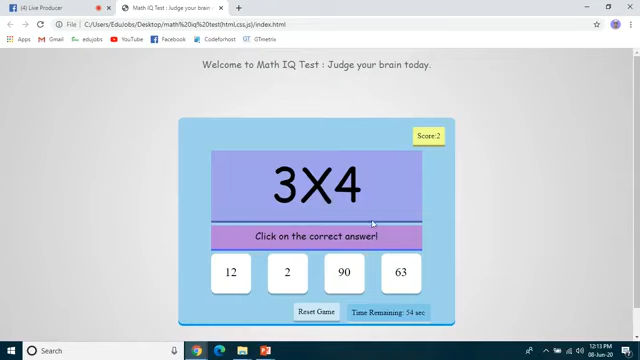 (4) Live Producer
Math IQ Test : Judge your brain
File
C:/Users/EduJobs/Desktop/math%20iq%20test(html,css,js)/index.html
Apps
Gmail
edujobs
YouTube
Facebook
Codeforhost
GTmetrix
Welcome to Math IQ Test : Judge your brain today.
Score:2
3X4
Click on the correct answer!
12 2 90 63
Reset Game
Time Remaining: 54 sec
Search
12:13 PM
08-Jun-20